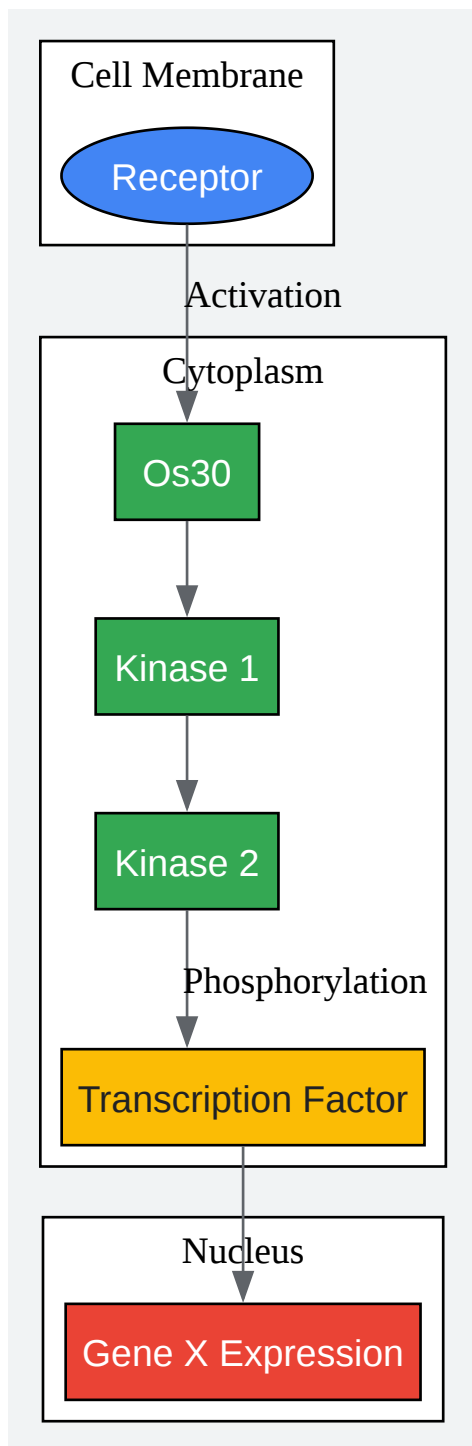 Cell Membrane
Receptor
Activation
Cytoplasm
Os30
Kinase 1
Kinase 2
Phosphorylation
Transcription Factor
Nucleus
Gene X Expression